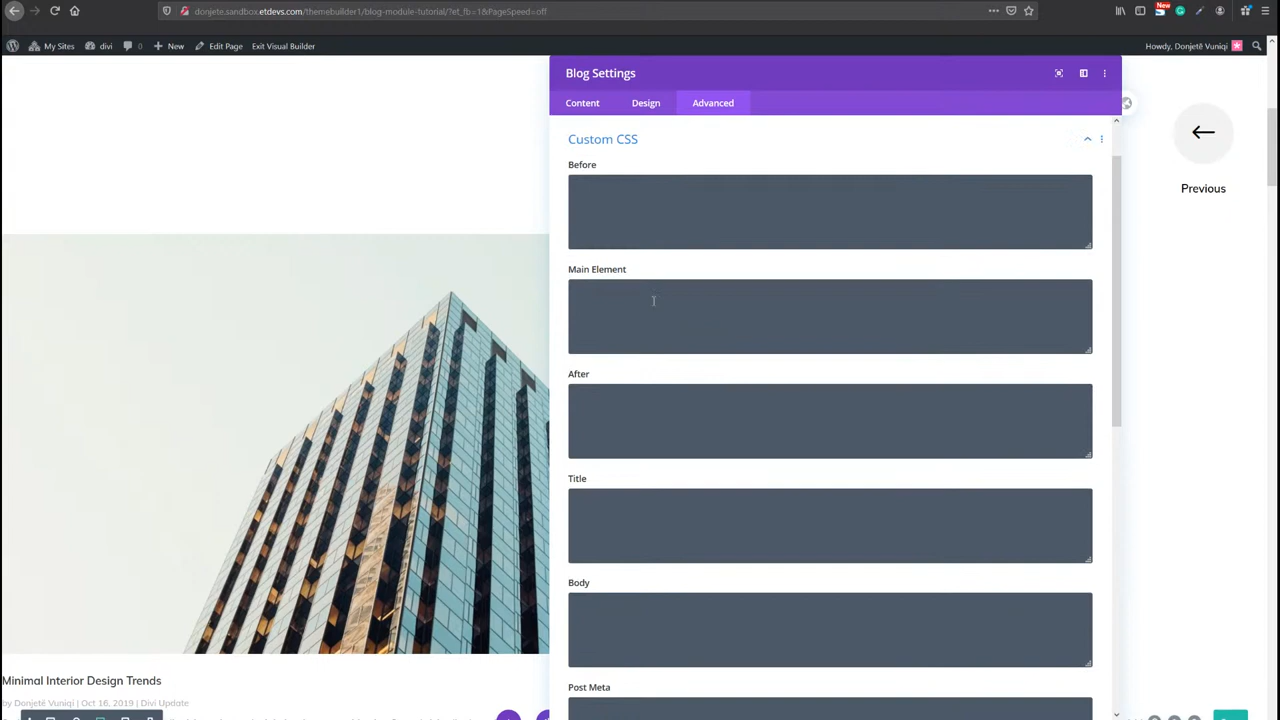 donjete.sandbox.etdevs.com/themebuilder1/blog-module-tutorial/?et_fb=1&PageSpeed=off
New
My Sites
divi
0
New
Edit Page
Exit Visual Builder
Howdy, Donjetë Vuniqi
Blog Settings
Content
Design
Advanced
Custom CSS
Before
Main Element
After
Title
Body
Post Meta
Previous
Minimal Interior Design Trends
by Donjetë Vuniqi | Oct 16, 2019 | Divi Update